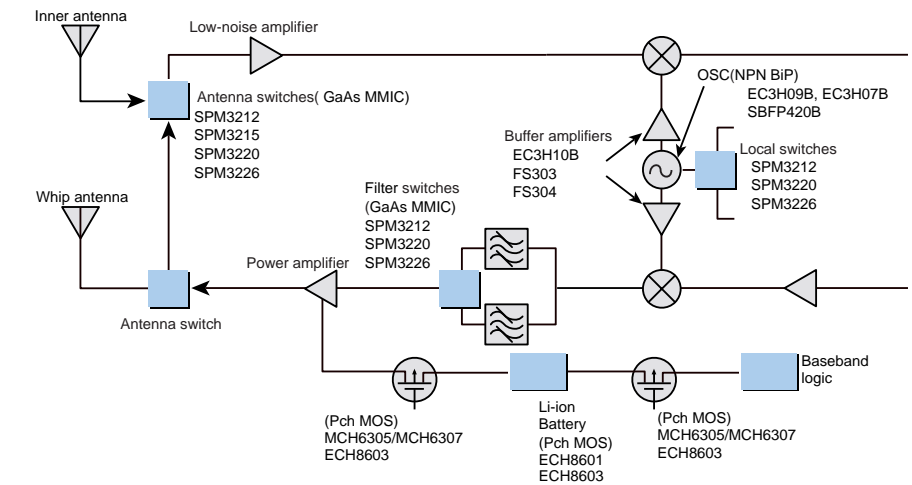 Inner antenna
Low-noise amplifier
OSC(NPN BiP)
EC3H09B, EC3H07B
SBFP420B
Antenna switches( GaAs MMIC)
SPM3212
SPM3215
SPM3220
SPM3226
Buffer amplifiers
EC3H10B
FS303
FS304
Local switches
SPM3212
SPM3220
SPM3226
Whip antenna
Filter switches
(GaAs MMIC)
SPM3212
SPM3220
SPM3226
Power amplifier
Antenna switch
Baseband
logic
(Pch MOS)
MCH6305/MCH6307
ECH8603
Li-ion
Battery
(Pch MOS)
ECH8601
ECH8603
(Pch MOS)
MCH6305/MCH6307
ECH8603